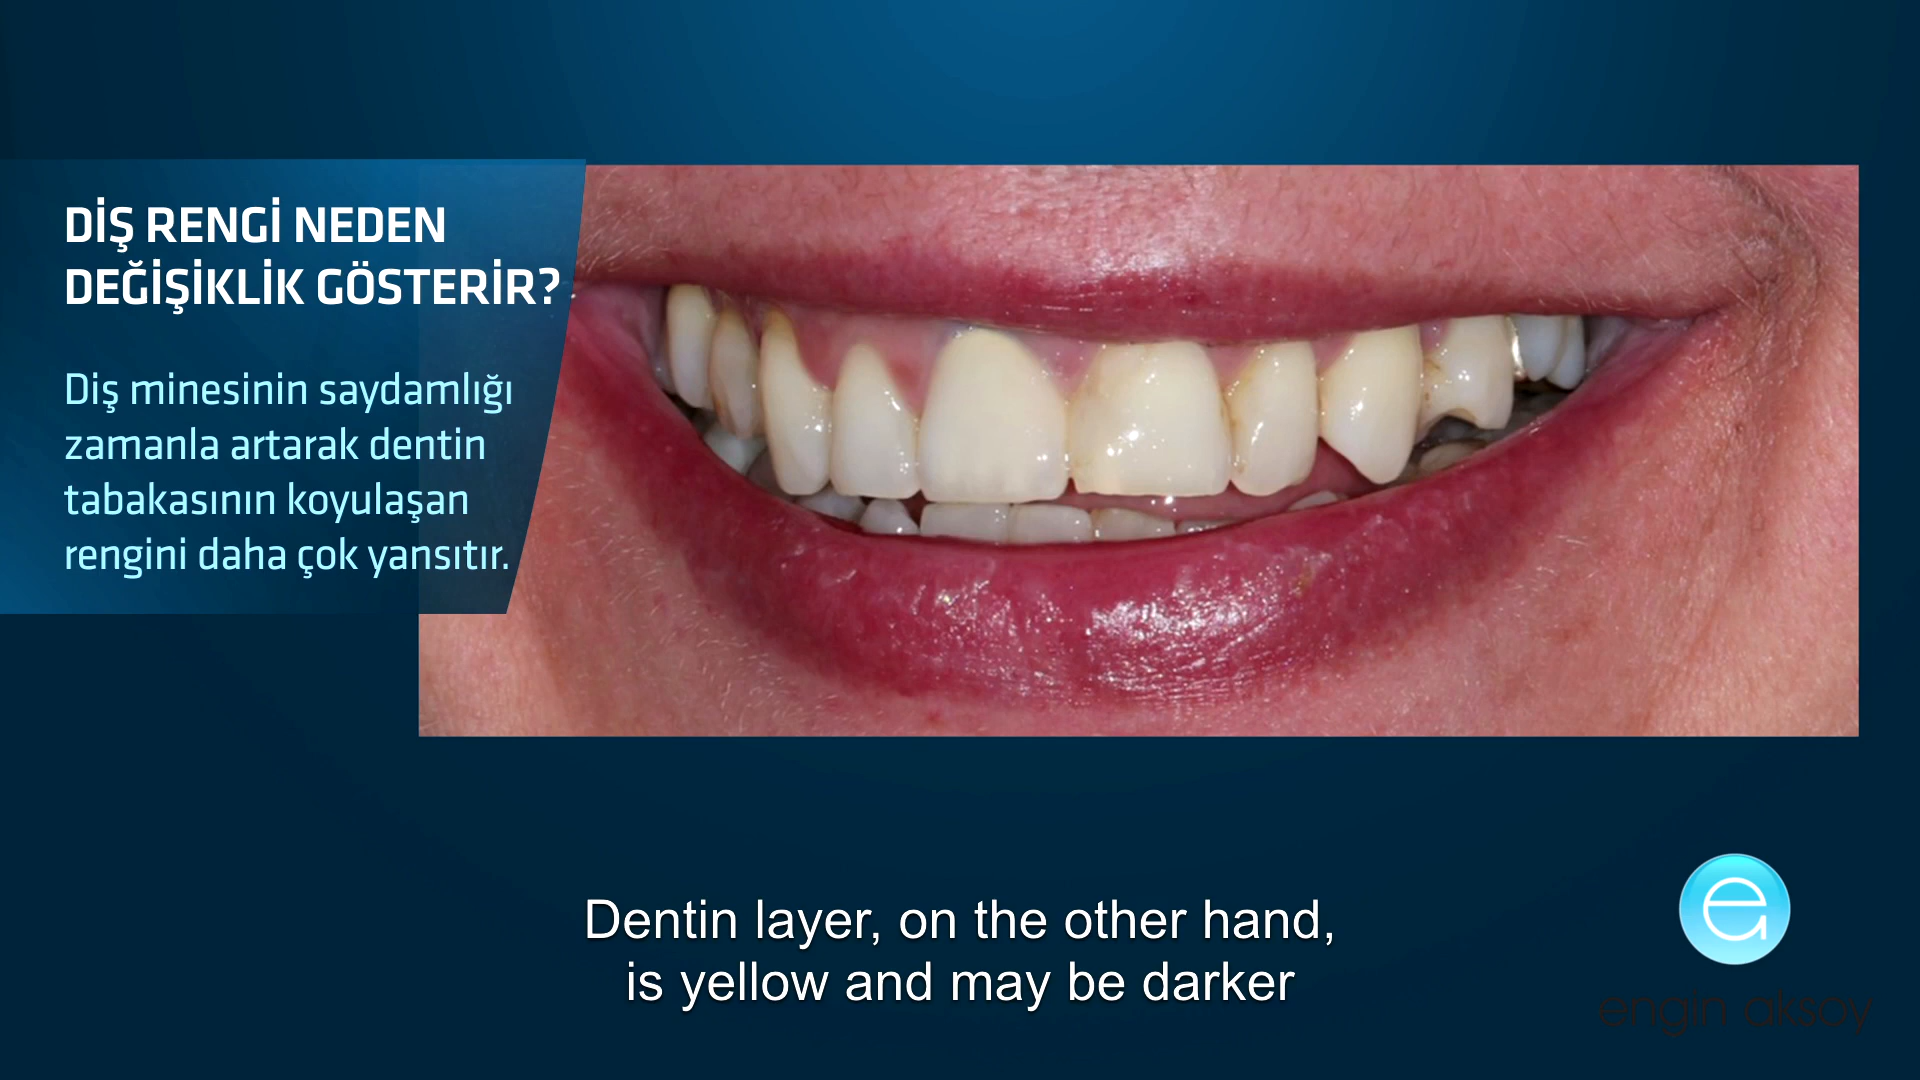 DİŞ RENGİ NEDEN
DEĞİŞİKLİK GÖSTERİR?
Diş minesinin saydamlığı
zamanla artarak dentin
tabakasının koyulaşan
rengini daha çok yansıtır.
Dentin layer, on the other hand,
is yellow and may be darker
engin aksoy